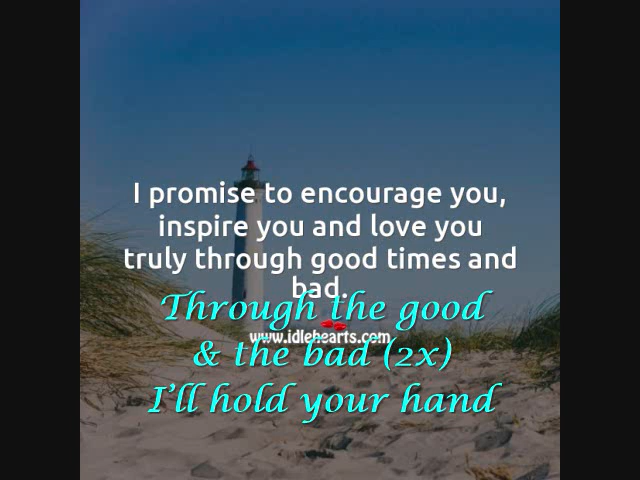 I promise to encourage you,
inspire you and love you
truly through good times and
bad.
Through the good
www.idlehearts.com
& the bad (2x)
I'll hold your hand